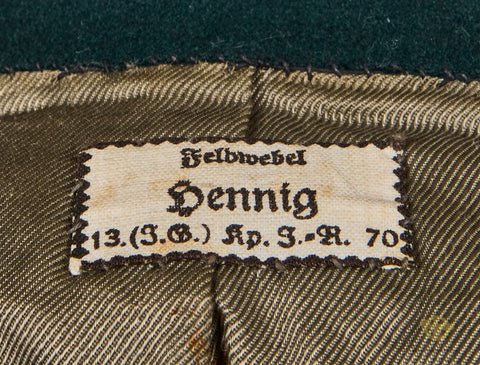 Feldwebel
Hennig
13.(I.G.) Kp. I.=R. 70